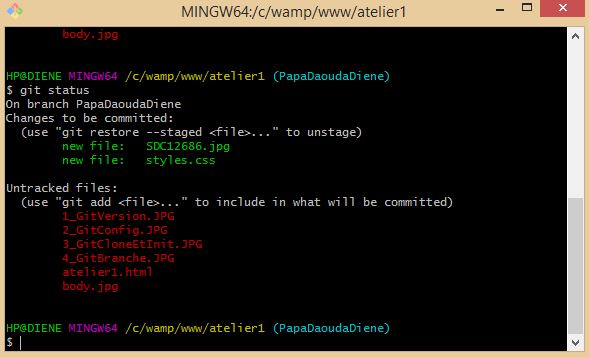 MINGW64:/c/wamp/www/atelier1
body.jpg
HP@DIENE MINGW64 /c/wamp/www/atelier1 (PapaDaoudaDiene)
$ git status
On branch PapaDaoudaDiene
Changes to be committed:
  (use "git restore --staged <file>..." to unstage)
        new file:   SDC12686.jpg
        new file:   styles.css
Untracked files:
  (use "git add <file>..." to include in what will be committed)
        1_GitVersion.JPG
        2_GitConfig.JPG
        3_GitCloneEtInit.JPG
        4_GitBranche.JPG
        atelier1.html
        body.jpg
HP@DIENE MINGW64 /c/wamp/www/atelier1 (PapaDaoudaDiene)
$